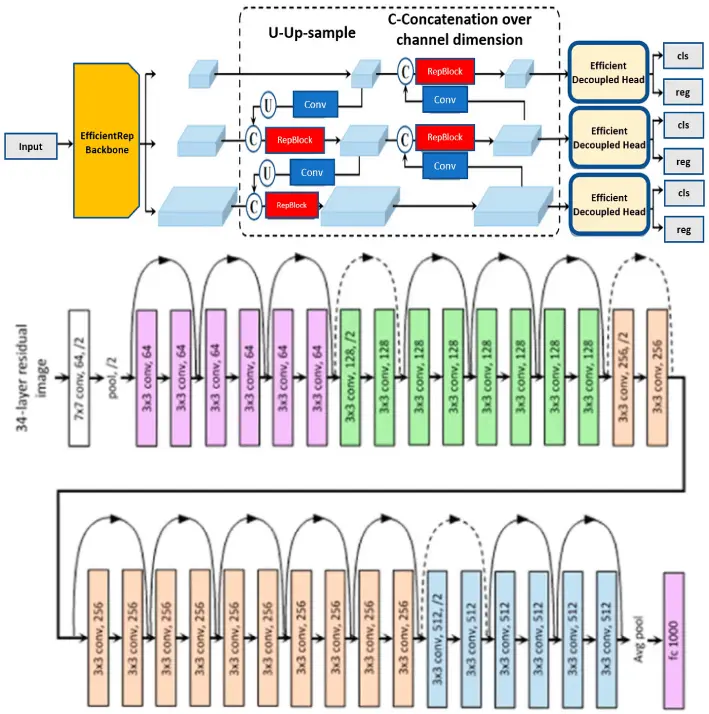 U-Up-sample
C-Concatenation over
channel dimension
Input
EfficientRep
Backbone
U
Conv
C
RepBlock
Conv
C
RepBlock
C
RepBlock
U
Conv
Conv
C
RepBlock
Efficient
Decoupled Head
cls
reg
Efficient
Decoupled Head
cls
reg
Efficient
Decoupled Head
cls
reg
34-layer residual
image
7x7 conv, 64, /2
pool, /2
3x3 conv, 64
3x3 conv, 64
3x3 conv, 64
3x3 conv, 64
3x3 conv, 64
3x3 conv, 64
3x3 conv, 128, /2
3x3 conv, 128
3x3 conv, 128
3x3 conv, 128
3x3 conv, 128
3x3 conv, 128
3x3 conv, 128
3x3 conv, 128
3x3 conv, 256, /2
3x3 conv, 256
3x3 conv, 256
3x3 conv, 256
3x3 conv, 256
3x3 conv, 256
3x3 conv, 256
3x3 conv, 256
3x3 conv, 256
3x3 conv, 256
3x3 conv, 256
3x3 conv, 256
3x3 conv, 512, /2
3x3 conv, 512
3x3 conv, 512
3x3 conv, 512
3x3 conv, 512
3x3 conv, 512
Avg pool
fc 1000